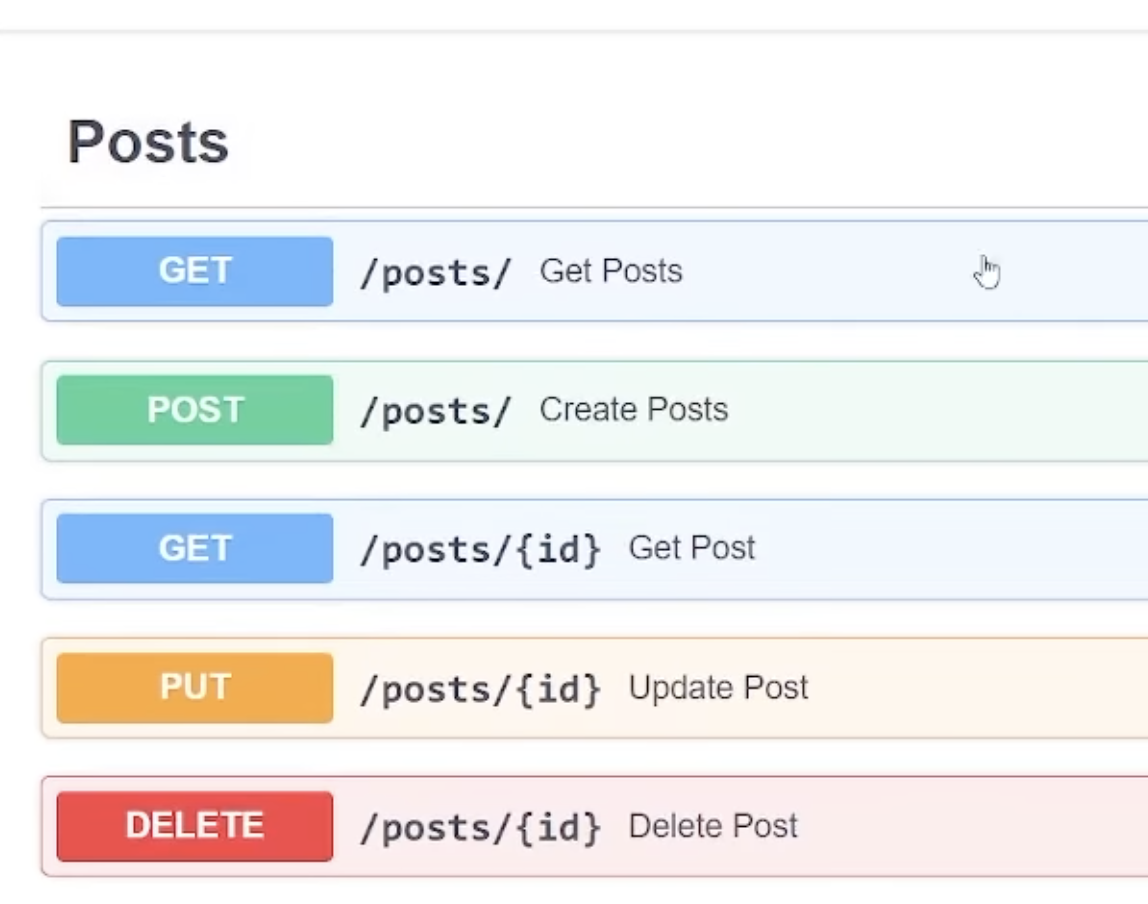 Posts
GET /posts/ Get Posts
POST /posts/ Create Posts
GET /posts/{id} Get Post
PUT /posts/{id} Update Post
DELETE /posts/{id} Delete Post